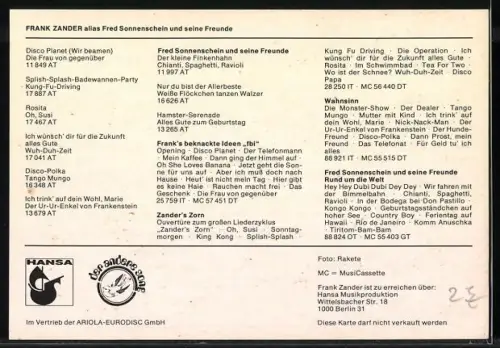 FRANK ZANDER alias Fred Sonnenschein und seine Freunde
Disco Planet (Wir beamen)
Die Frau von gegenüber
11 849 AT
Splish-Splash-Badewannen-Party
Kung-Fu-Driving
17 887 AT
Rosita
Oh, Susi
17 467 AT
Ich wünsch' dir für die Zukunft
alles Gute
Wuh-Duh-Zeit
17 041 AT
Disco-Polka
Tango Mungo
16 348 AT
Ich trink' auf dein Wohl, Marie
Der Ur-Ur-Enkel von Frankenstein
13 679 AT
Fred Sonnenschein und seine Freunde
Der kleine Finkenhahn
Chianti, Spaghetti, Ravioli
11 997 AT
Nur du bist der Allerbeste
Weiße Flöckchen tanzen Walzer
16 626 AT
Hamster-Serenade
Alles Gute zum Geburtstag
13 265 AT
Frank's beknackte Ideen „fbi"
Opening · Disco Planet · Der Telefonmann
· Mein Kaffee · Dann ging der Himmel auf ·
Oh She Loves Banana · Jetzt geht die Son-
ne für uns auf · Aber ich muß doch nach
Hause · Heut' ist nicht mein Tag · Hier gibt
es keine Haie · Rauchen macht frei · Das
Geschenk · Die Frau von gegenüber
25 759 IT · MC 57 451 DT
Zander's Zorn
Ouvertüre zum großen Liederzyklus
„Zander's Zorn" · Oh, Susi · Sonntag-
morgen · King Kong · Splish-Splash ·
Kung Fu Driving · Die Operation · Ich
wünsch' dir für die Zukunft alles Gute ·
Rosita · Im Schwimmbad · Tea For Two ·
Wo ist der Schnee? Wuh-Duh-Zeit · Disco
Papa
28 250 IT · MC 56 440 DT
Wahnsinn
Die Monster-Show · Der Dealer · Tango
Mungo · Mutter mit Kind · Ich trink' auf
dein Wohl, Marie · Nick-Nack-Man · Der
Ur-Ur-Enkel von Frankenstein · Der Hunde-
Freund · Disco-Polka · Dann Prost, mein
Freund · Das Telefonat · Für Geld tu' ich
alles
86 921 IT · MC 55 515 DT
Fred Sonnenschein und seine Freunde
Rund um die Welt
Hey Hey Dubi Dubi Dey Dey · Wir fahren mit
der Bimselbahn · Chianti, Spaghetti,
Ravioli · In der Bodega bei Don Pastillo ·
Kongo Kongo · Geburtstagsständchen auf
hoher See · Country Boy · Ferientag auf
Hawaii · Rio de Janeiro · Komm Anuschka ·
Tiritom-Bam-Bam
88 824 OT · MC 55 403 GT
HANSA
der andere song
Im Vertrieb der ARIOLA-EURODISC GmbH
Foto: Rakete
MC = MusiCassette
Frank Zander ist zu erreichen über:
Hansa Musikproduktion
Wittelsbacher Str. 18
1000 Berlin 31
Diese Karte darf nicht verkauft werden